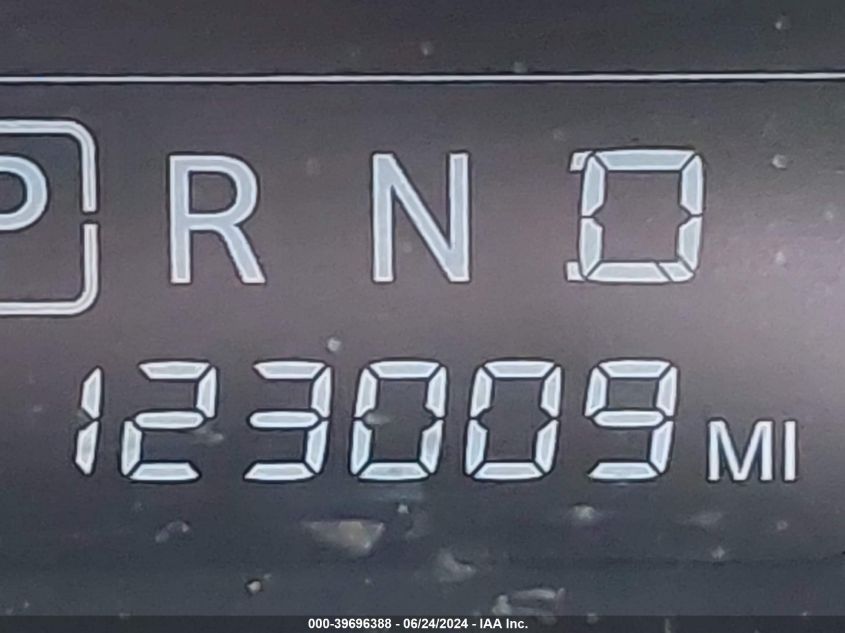 P R N D
123009 MI
000-39696388 - 06/24/2024 - IAA Inc.